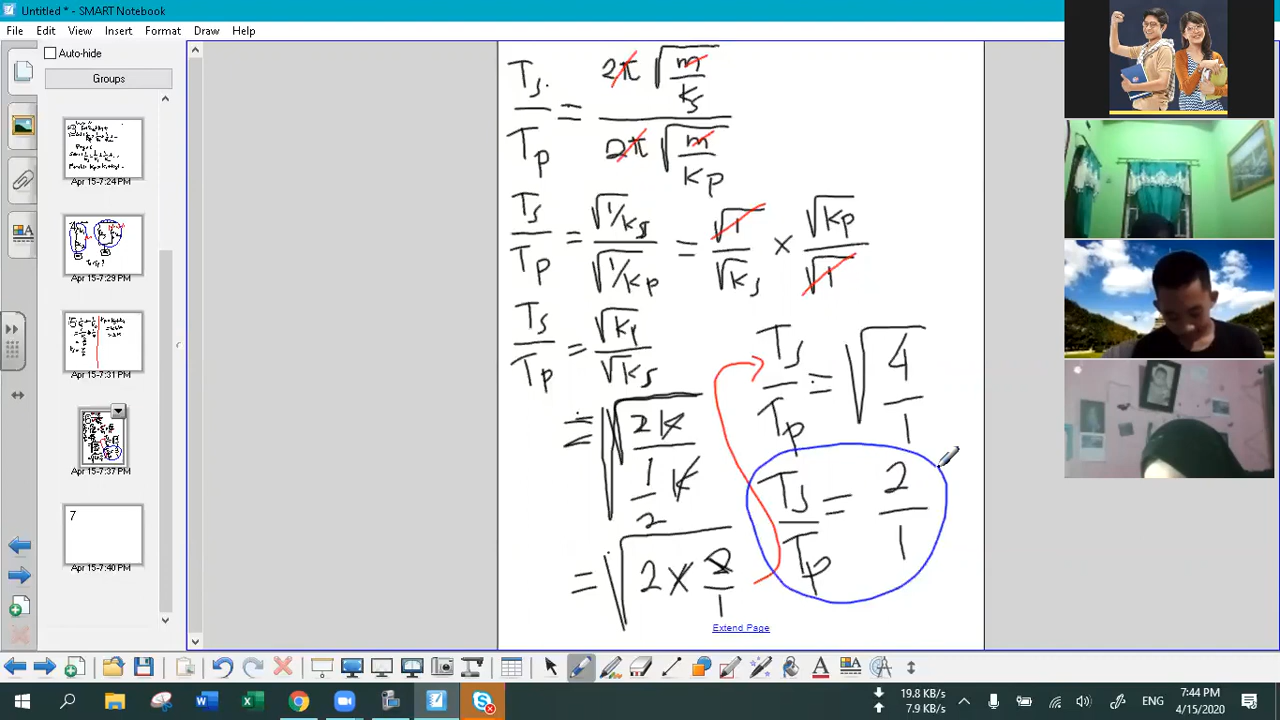 Untitled * - SMART Notebook
File Edit View Insert Format Draw Help
Auto-hide
Groups
Apr 15-7:24 PM
Apr 15-7:29 PM
Apr 15-7:31 PM
Apr 15-7:33 PM
7
Apr 15-7:40 PM
Ts/Tp = 2π √(m/ks) / 2π √(m/kp)
Ts/Tp = √(1/ks) / √(1/kp) = √1/√ks × √kp/√1
Ts/Tp = √kp/√ks
= √(2k / ½k)
= √(2 × 2/1)
Ts/Tp = √(4/1)
Ts/Tp = 2/1
Extend Page
19.8 KB/s
7.9 KB/s
ENG
7:44 PM
4/15/2020